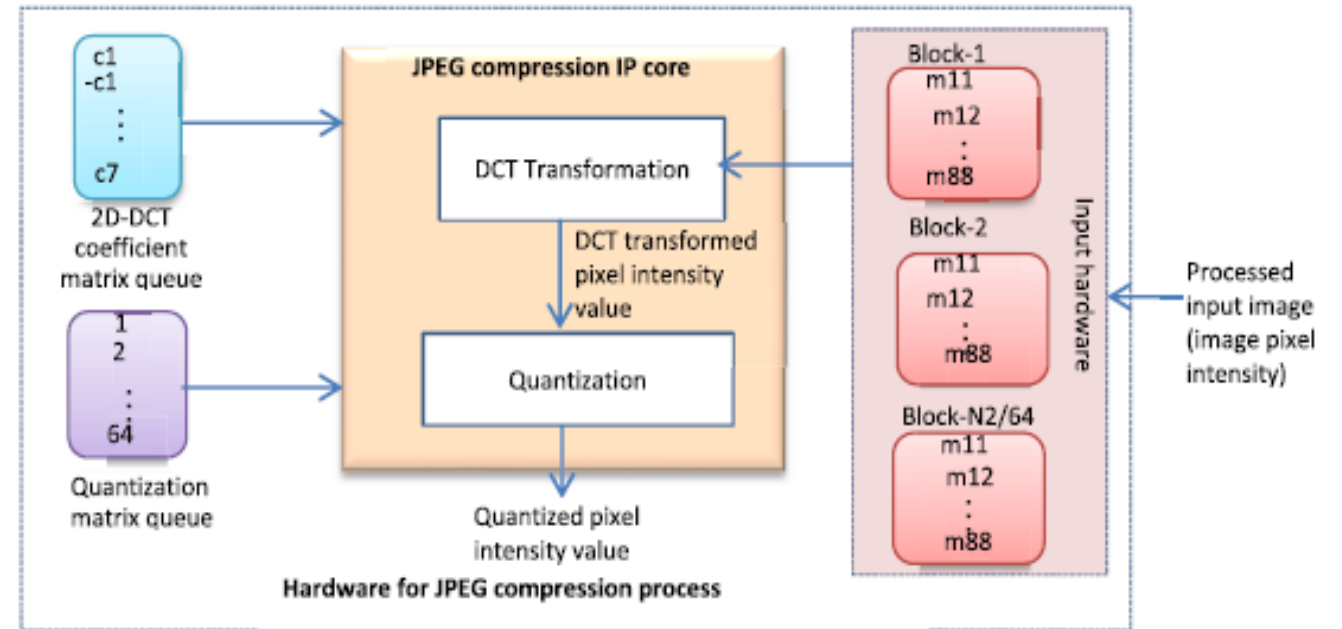 c1
-c1
⋮
c7
2D-DCT
coefficient
matrix queue
1
2
⋮
64
Quantization
matrix queue
JPEG compression IP core
DCT Transformation
DCT transformed
pixel intensity
value
Quantization
Quantized pixel
intensity value
Hardware for JPEG compression process
Block-1
m11
m12
⋮
m88
Block-2
m11
m12
⋮
m88
Block-N2/64
m11
m12
⋮
m88
Input hardware
Processed
input image
(image pixel
intensity)